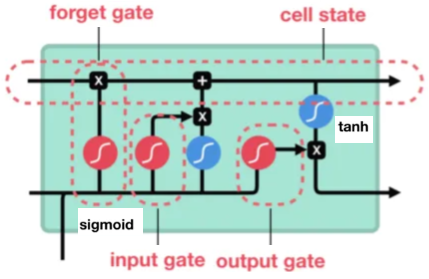 forget gate
cell state
X
+
X
tanh
X
sigmoid
input gate
output gate